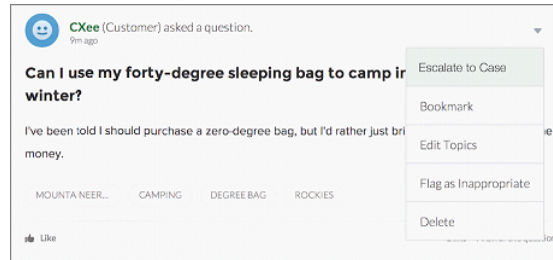 CXee (Customer) asked a question.
9m ago
Can I use my forty-degree sleeping bag to camp in
winter?
I've been told I should purchase a zero-degree bag, but I'd rather just
money.
MOUNTA NEER... CAMPING DEGREE BAG ROCKIES
Like
Escalate to Case
Bookmark
Edit Topics
Flag as Inappropriate
Delete